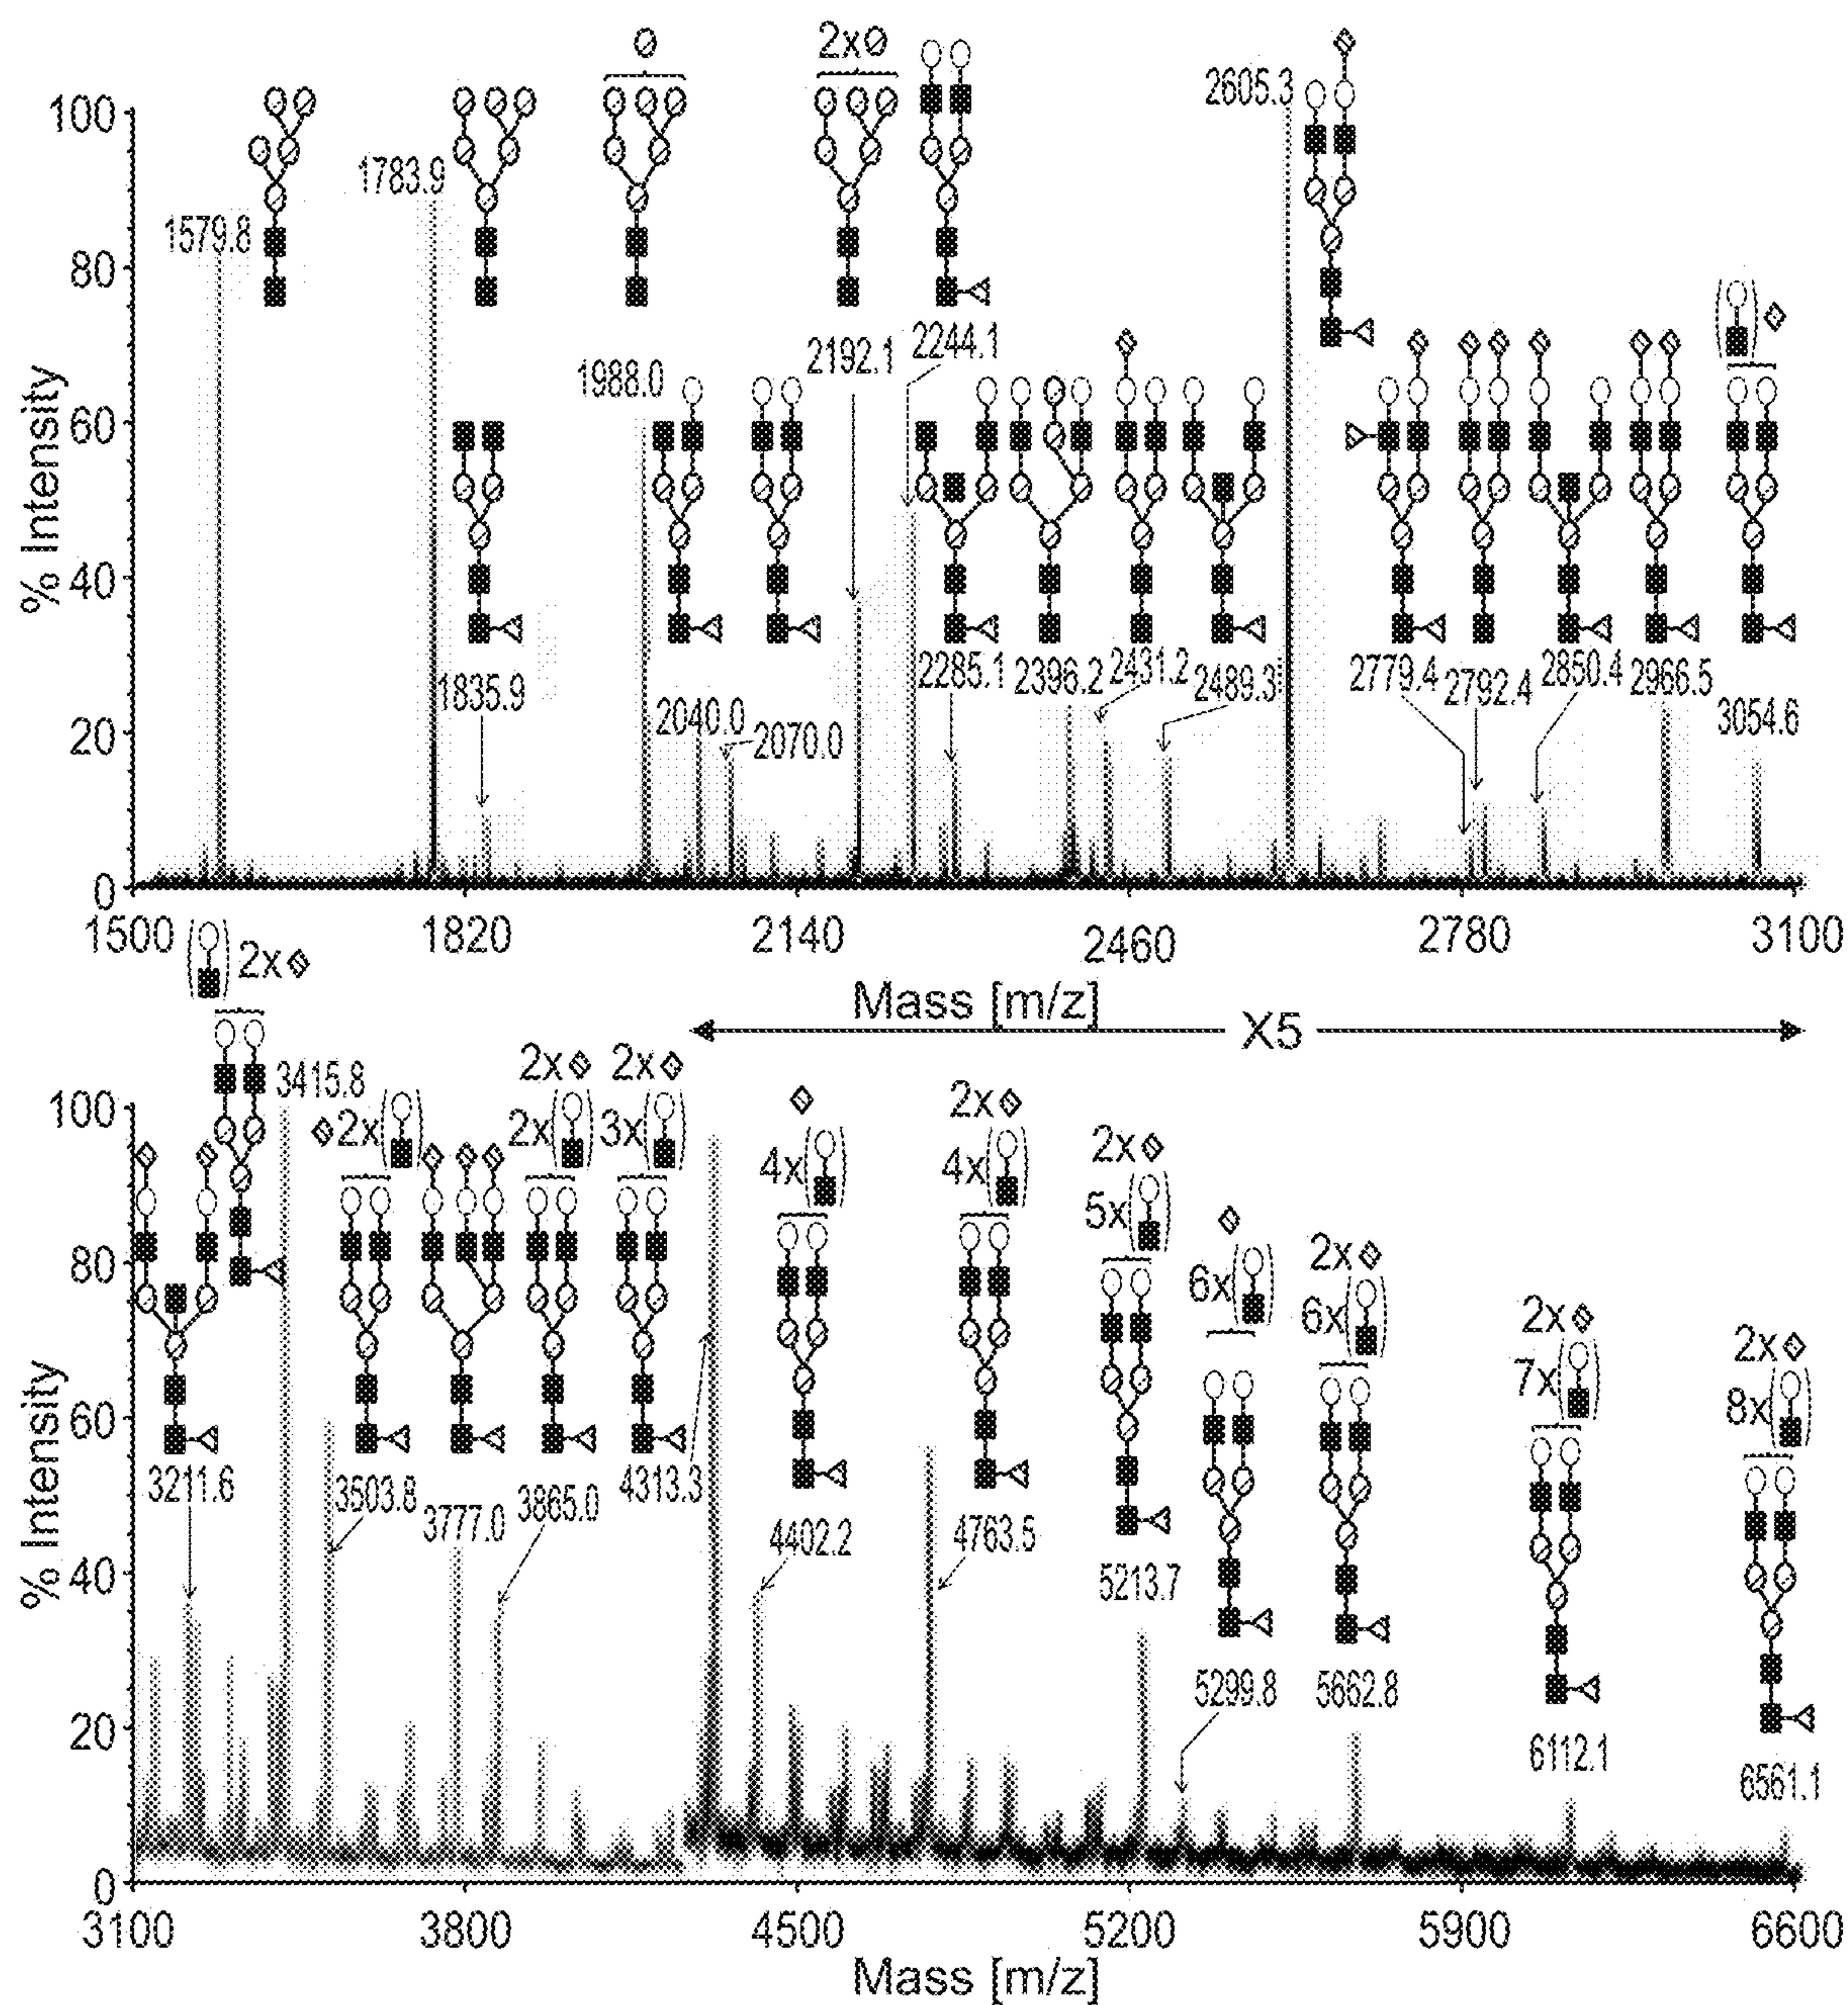 2x
100
80
60
40
20
0
% Intensity
1579.8
1783.9
1835.9
1988.0
2040.0
2070.0
2192.1
2244.1
2285.1
2396.2
2431.2
2489.3
2605.3
2779.4
2792.4
2850.4
2966.5
3054.6
1500
1820
2140
2460
2780
3100
Mass [m/z]
X5
2x
3415.8
2x
2x
2x
2x
3x
4x
2x
4x
2x
5x
6x
2x
6x
2x
7x
2x
8x
100
80
60
40
20
0
% Intensity
3211.6
3603.8
3777.0
3865.0
4313.3
4402.2
4763.5
5213.7
5299.8
5662.8
6112.1
6561.1
3100
3800
4500
5200
5900
6600
Mass [m/z]